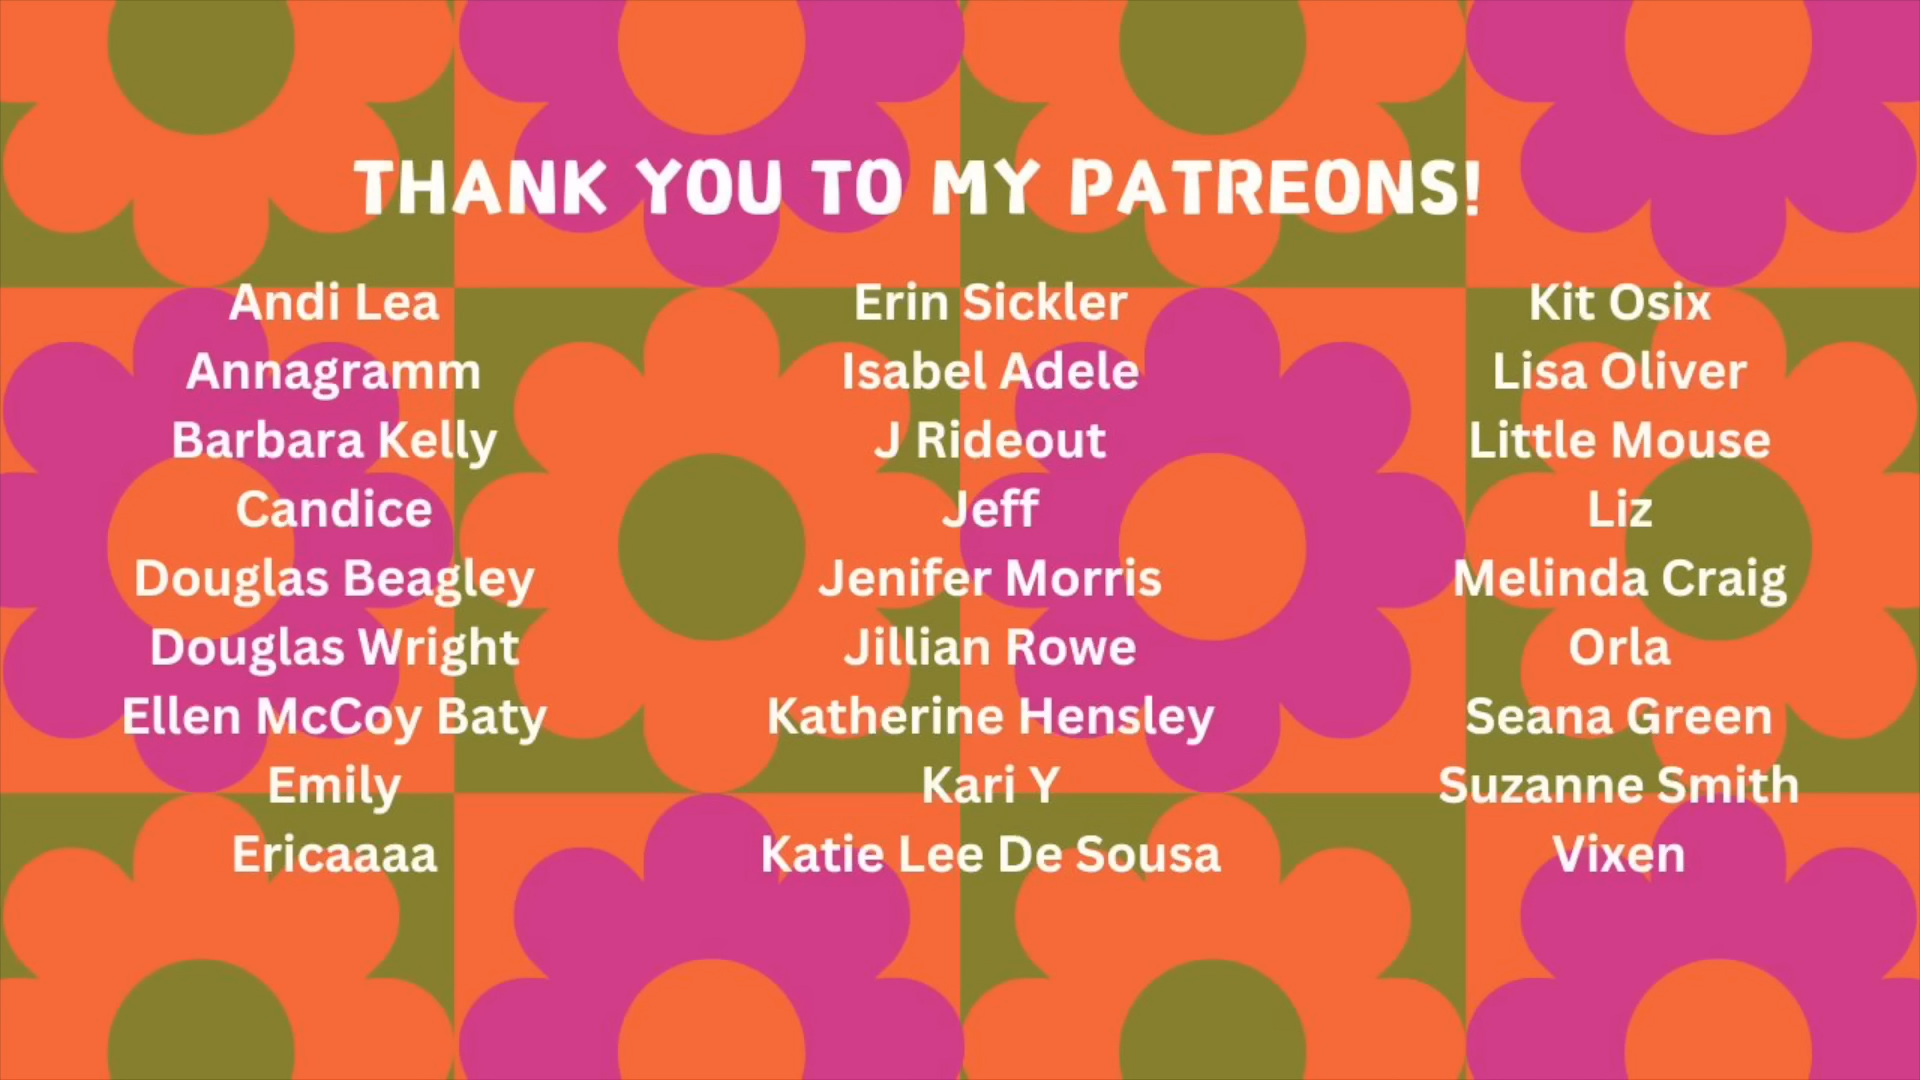 THANK YOU TO MY PATREONS!
Andi Lea
Annagramm
Barbara Kelly
Candice
Douglas Beagley
Douglas Wright
Ellen McCoy Baty
Emily
Ericaaaa
Erin Sickler
Isabel Adele
J Rideout
Jeff
Jenifer Morris
Jillian Rowe
Katherine Hensley
Kari Y
Katie Lee De Sousa
Kit Osix
Lisa Oliver
Little Mouse
Liz
Melinda Craig
Orla
Seana Green
Suzanne Smith
Vixen